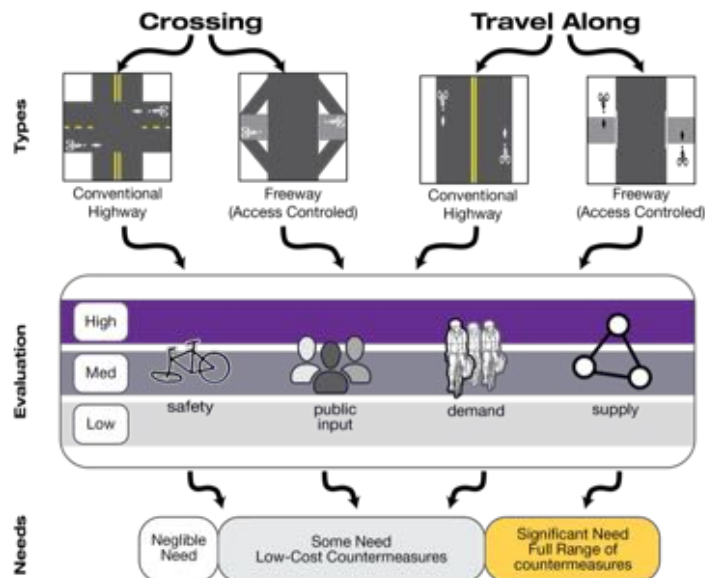 Crossing
Travel Along
Types
Conventional
Highway
Freeway
(Access Controled)
Conventional
Highway
Freeway
(Access Controled)
Evaluation
High
Med
Low
safety
public
input
demand
supply
Needs
Neglible
Need
Some Need
Low-Cost Countermeasures
Significant Need
Full Range of
countermeasures